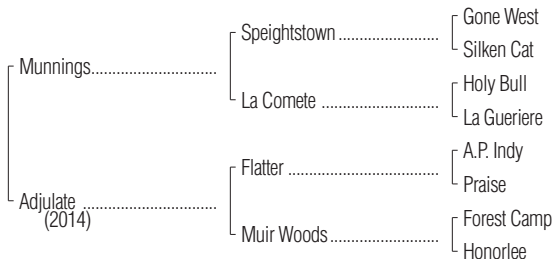 Gone West
Speightstown
Silken Cat
Munnings
Holy Bull
La Comete
La Gueriere
A.P. Indy
Flatter
Praise
Adjulate
(2014)
Forest Camp
Muir Woods
Honorlee